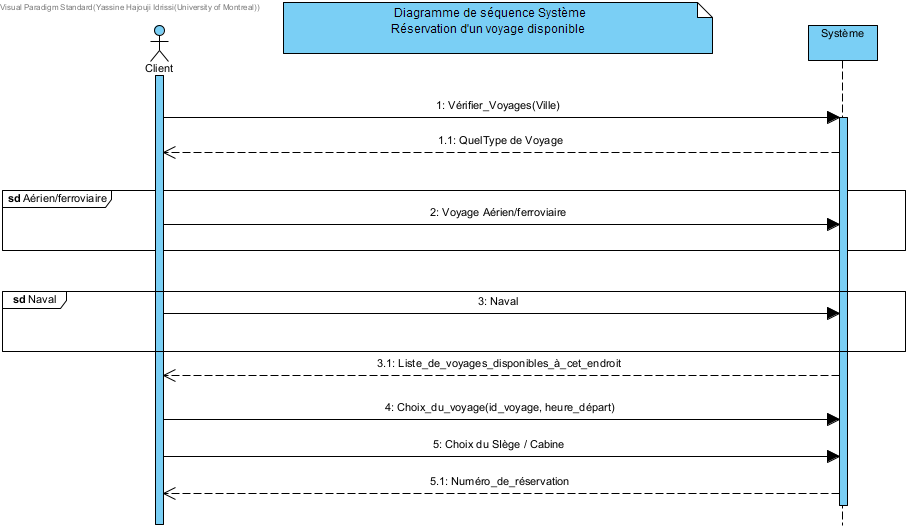 Visual Paradigm Standard(Yassine Hajouji Idrissi(University of Montreal))
Diagramme de séquence Système
Réservation d'un voyage disponible
Système
Client
1: Vérifier_Voyages(Ville)
1.1: QuelType de Voyage
sd Aérien/ferroviaire
2: Voyage Aérien/ferroviaire
sd Naval
3: Naval
3.1: Liste_de_voyages_disponibles_à_cet_endroit
4: Choix_du_voyage(id_voyage, heure_départ)
5: Choix du SIège / Cabine
5.1: Numéro_de_réservation